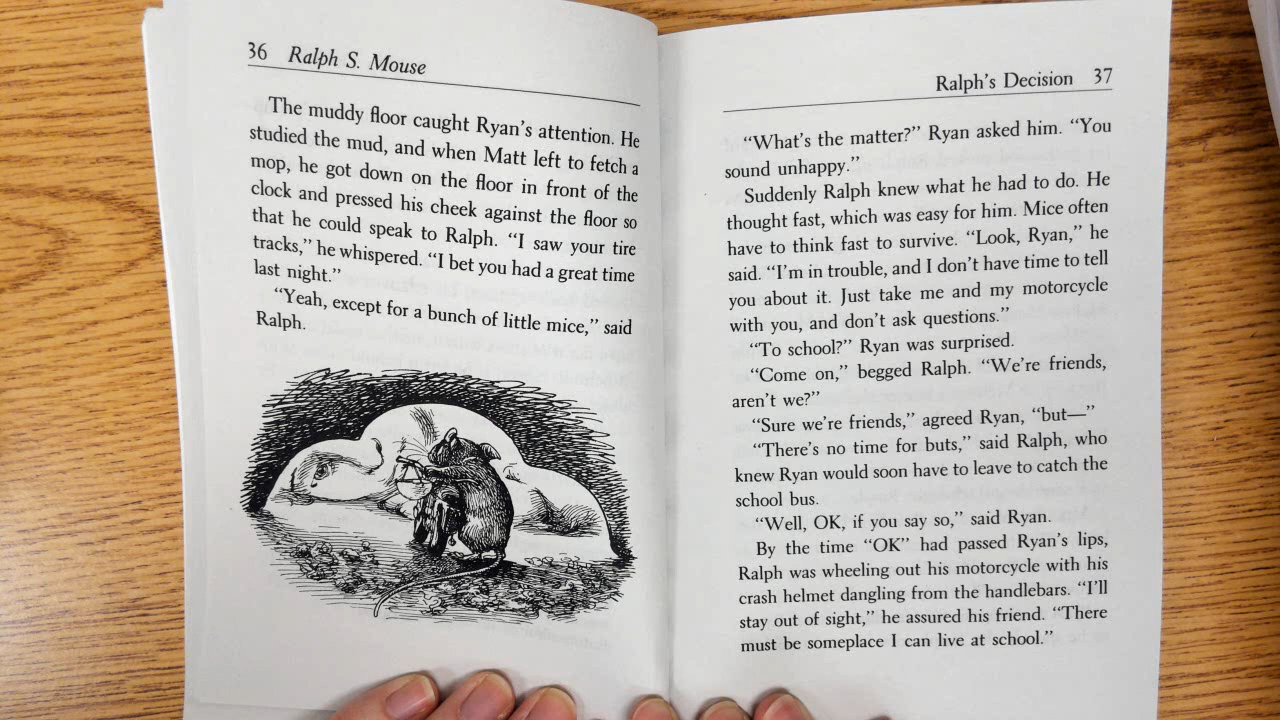 36 Ralph S. Mouse
The muddy floor caught Ryan's attention. He
studied the mud, and when Matt left to fetch a
mop, he got down on the floor in front of the
clock and pressed his cheek against the floor so
that he could speak to Ralph. “I saw your tire
tracks,” he whispered. “I bet you had a great time
last night.”
“Yeah, except for a bunch of little mice,” said
Ralph.
Ralph's Decision 37
“What's the matter?” Ryan asked him. “You
sound unhappy.”
Suddenly Ralph knew what he had to do. He
thought fast, which was easy for him. Mice often
have to think fast to survive. “Look, Ryan,” he
said. “I'm in trouble, and I don't have time to tell
you about it. Just take me and my motorcycle
with you, and don't ask questions.”
“To school?” Ryan was surprised.
“Come on,” begged Ralph. “We're friends,
aren't we?”
“Sure we're friends,” agreed Ryan, “but—”
“There's no time for buts,” said Ralph, who
knew Ryan would soon have to leave to catch the
school bus.
“Well, OK, if you say so,” said Ryan.
By the time “OK” had passed Ryan's lips,
Ralph was wheeling out his motorcycle with his
crash helmet dangling from the handlebars. “I'll
stay out of sight,” he assured his friend. “There
must be someplace I can live at school.”